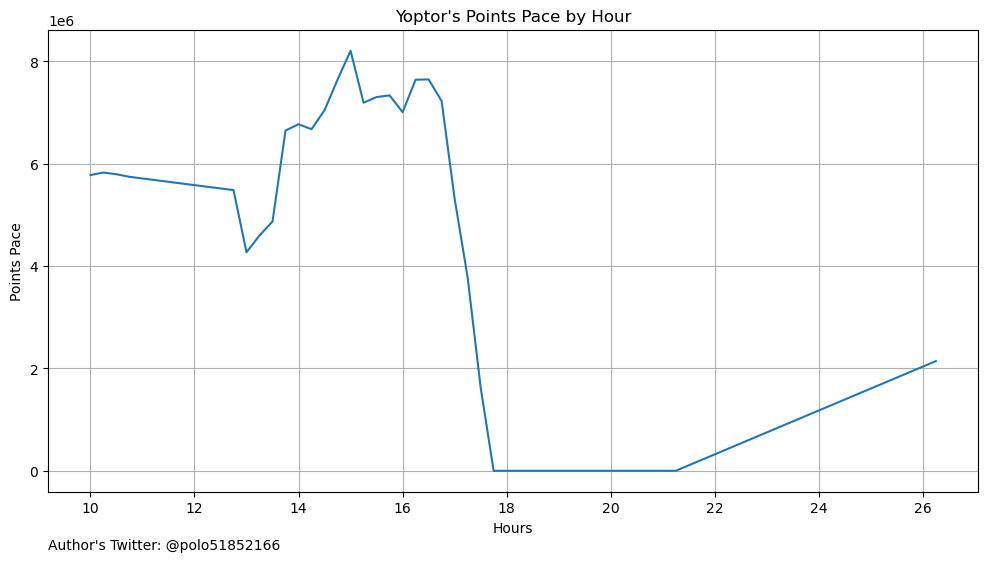 Yoptor's Points Pace by Hour
1e6
8
6
4
2
0
Points Pace
10 12 14 16 18 20 22 24 26
Hours
Author's Twitter: @polo51852166